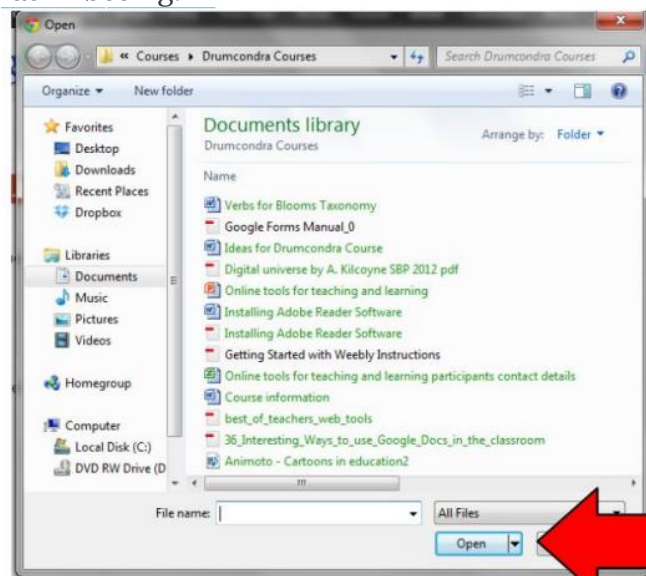 Open
« Courses ▸ Drumcondra Courses
Search Drumcondra Courses
Organize
New folder
Favorites
Desktop
Downloads
Recent Places
Dropbox
Libraries
Documents
Music
Pictures
Videos
Homegroup
Computer
Local Disk (C:)
DVD RW Drive (D
Documents library
Drumcondra Courses
Arrange by: Folder
Name
Verbs for Blooms Taxonomy
Google Forms Manual_0
Ideas for Drumcondra Course
Digital universe by A. Kilcoyne SBP 2012 pdf
Online tools for teaching and learning
Installing Adobe Reader Software
Installing Adobe Reader Software
Getting Started with Weebly Instructions
Online tools for teaching and learning participants contact details
Course information
best_of_teachers_web_tools
36_Interesting_Ways_to_use_Google_Docs_in_the_classroom
Animoto - Cartoons in education2
File name:
All Files
Open